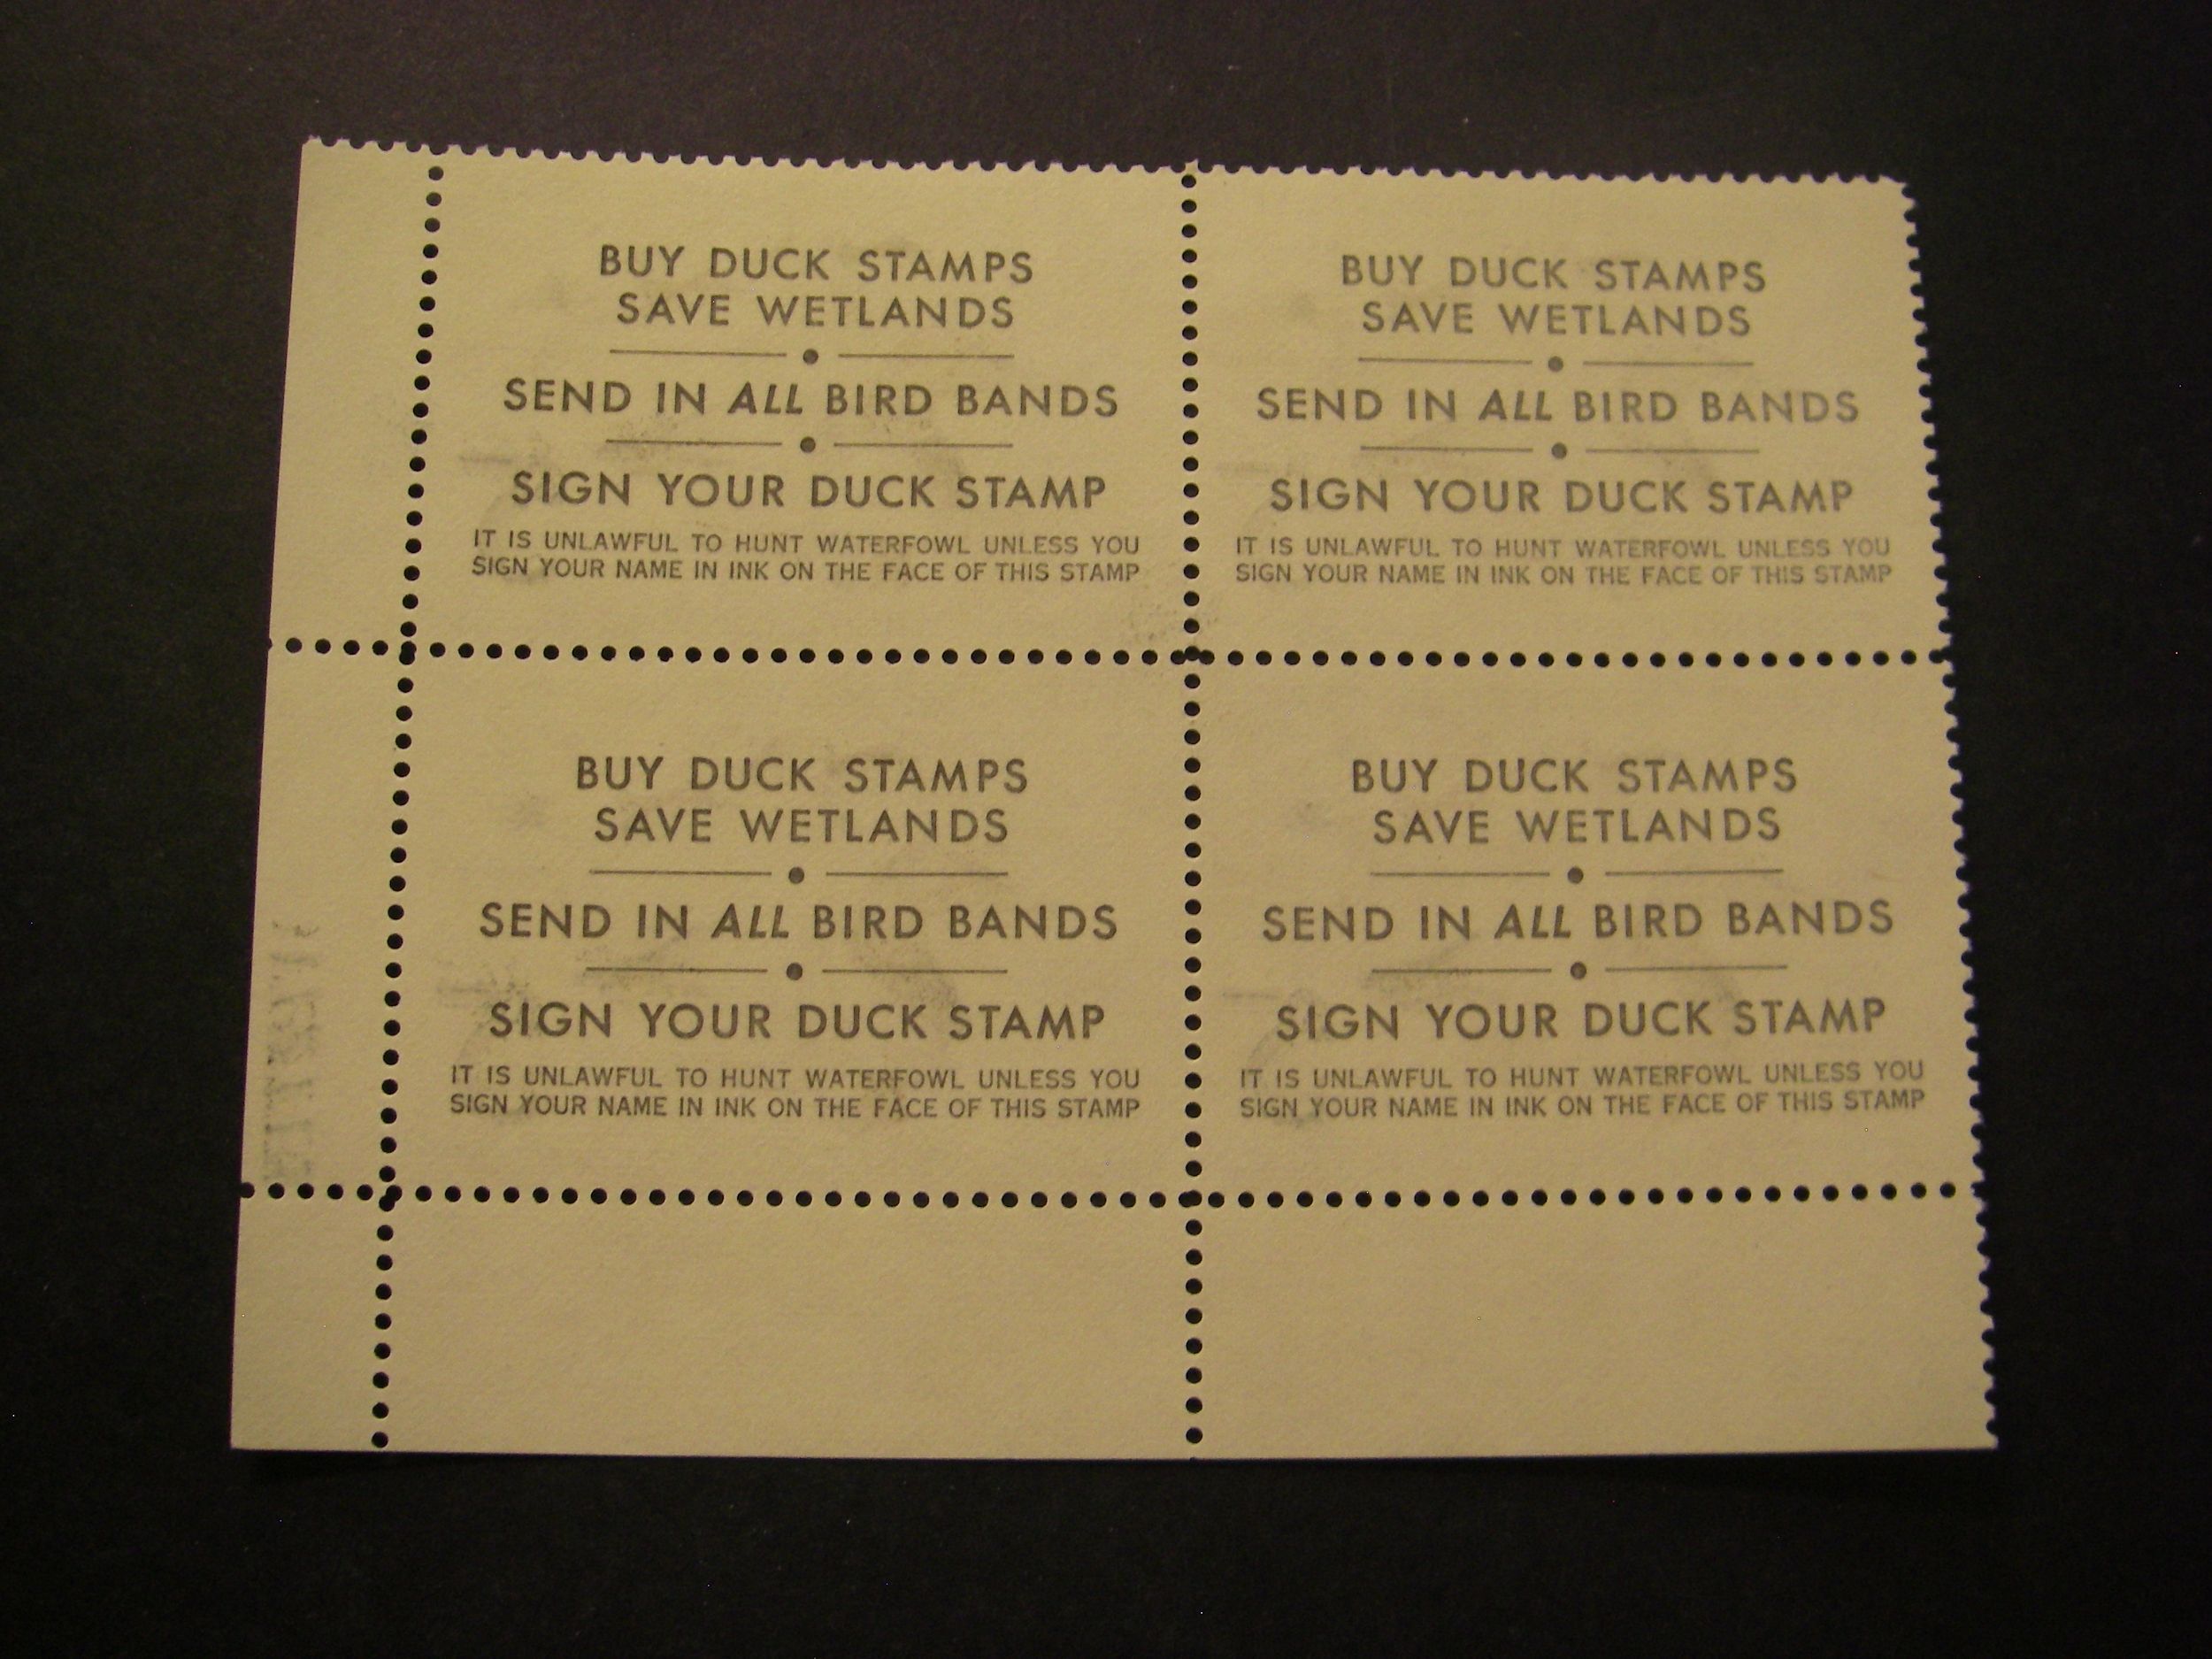 BUY DUCK STAMPS
SAVE WETLANDS
SEND IN ALL BIRD BANDS
SIGN YOUR DUCK STAMP
IT IS UNLAWFUL TO HUNT WATERFOWL UNLESS YOU
SIGN YOUR NAME IN INK ON THE FACE OF THIS STAMP
BUY DUCK STAMPS
SAVE WETLANDS
SEND IN ALL BIRD BANDS
SIGN YOUR DUCK STAMP
IT IS UNLAWFUL TO HUNT WATERFOWL UNLESS YOU
SIGN YOUR NAME IN INK ON THE FACE OF THIS STAMP
BUY DUCK STAMPS
SAVE WETLANDS
SEND IN ALL BIRD BANDS
SIGN YOUR DUCK STAMP
IT IS UNLAWFUL TO HUNT WATERFOWL UNLESS YOU
SIGN YOUR NAME IN INK ON THE FACE OF THIS STAMP
BUY DUCK STAMPS
SAVE WETLANDS
SEND IN ALL BIRD BANDS
SIGN YOUR DUCK STAMP
IT IS UNLAWFUL TO HUNT WATERFOWL UNLESS YOU
SIGN YOUR NAME IN INK ON THE FACE OF THIS STAMP